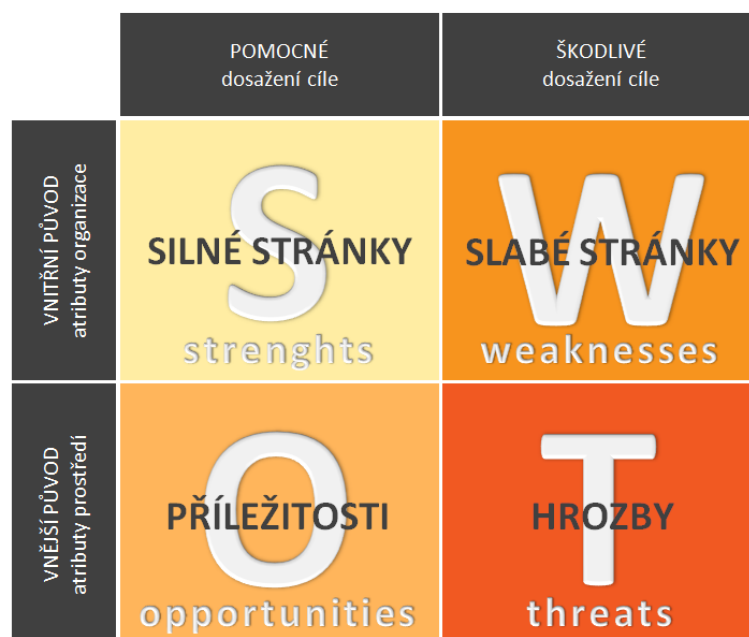 POMOCNÉ
dosažení cíle
ŠKODLIVÉ
dosažení cíle
VNITŘNÍ PŮVOD
atributy organizace
S
SILNÉ STRÁNKY
strenghts
W
SLABÉ STRÁNKY
weaknesses
VNĚJŠÍ PŮVOD
atributy prostředí
O
PŘÍLEŽITOSTI
opportunities
T
HROZBY
threats